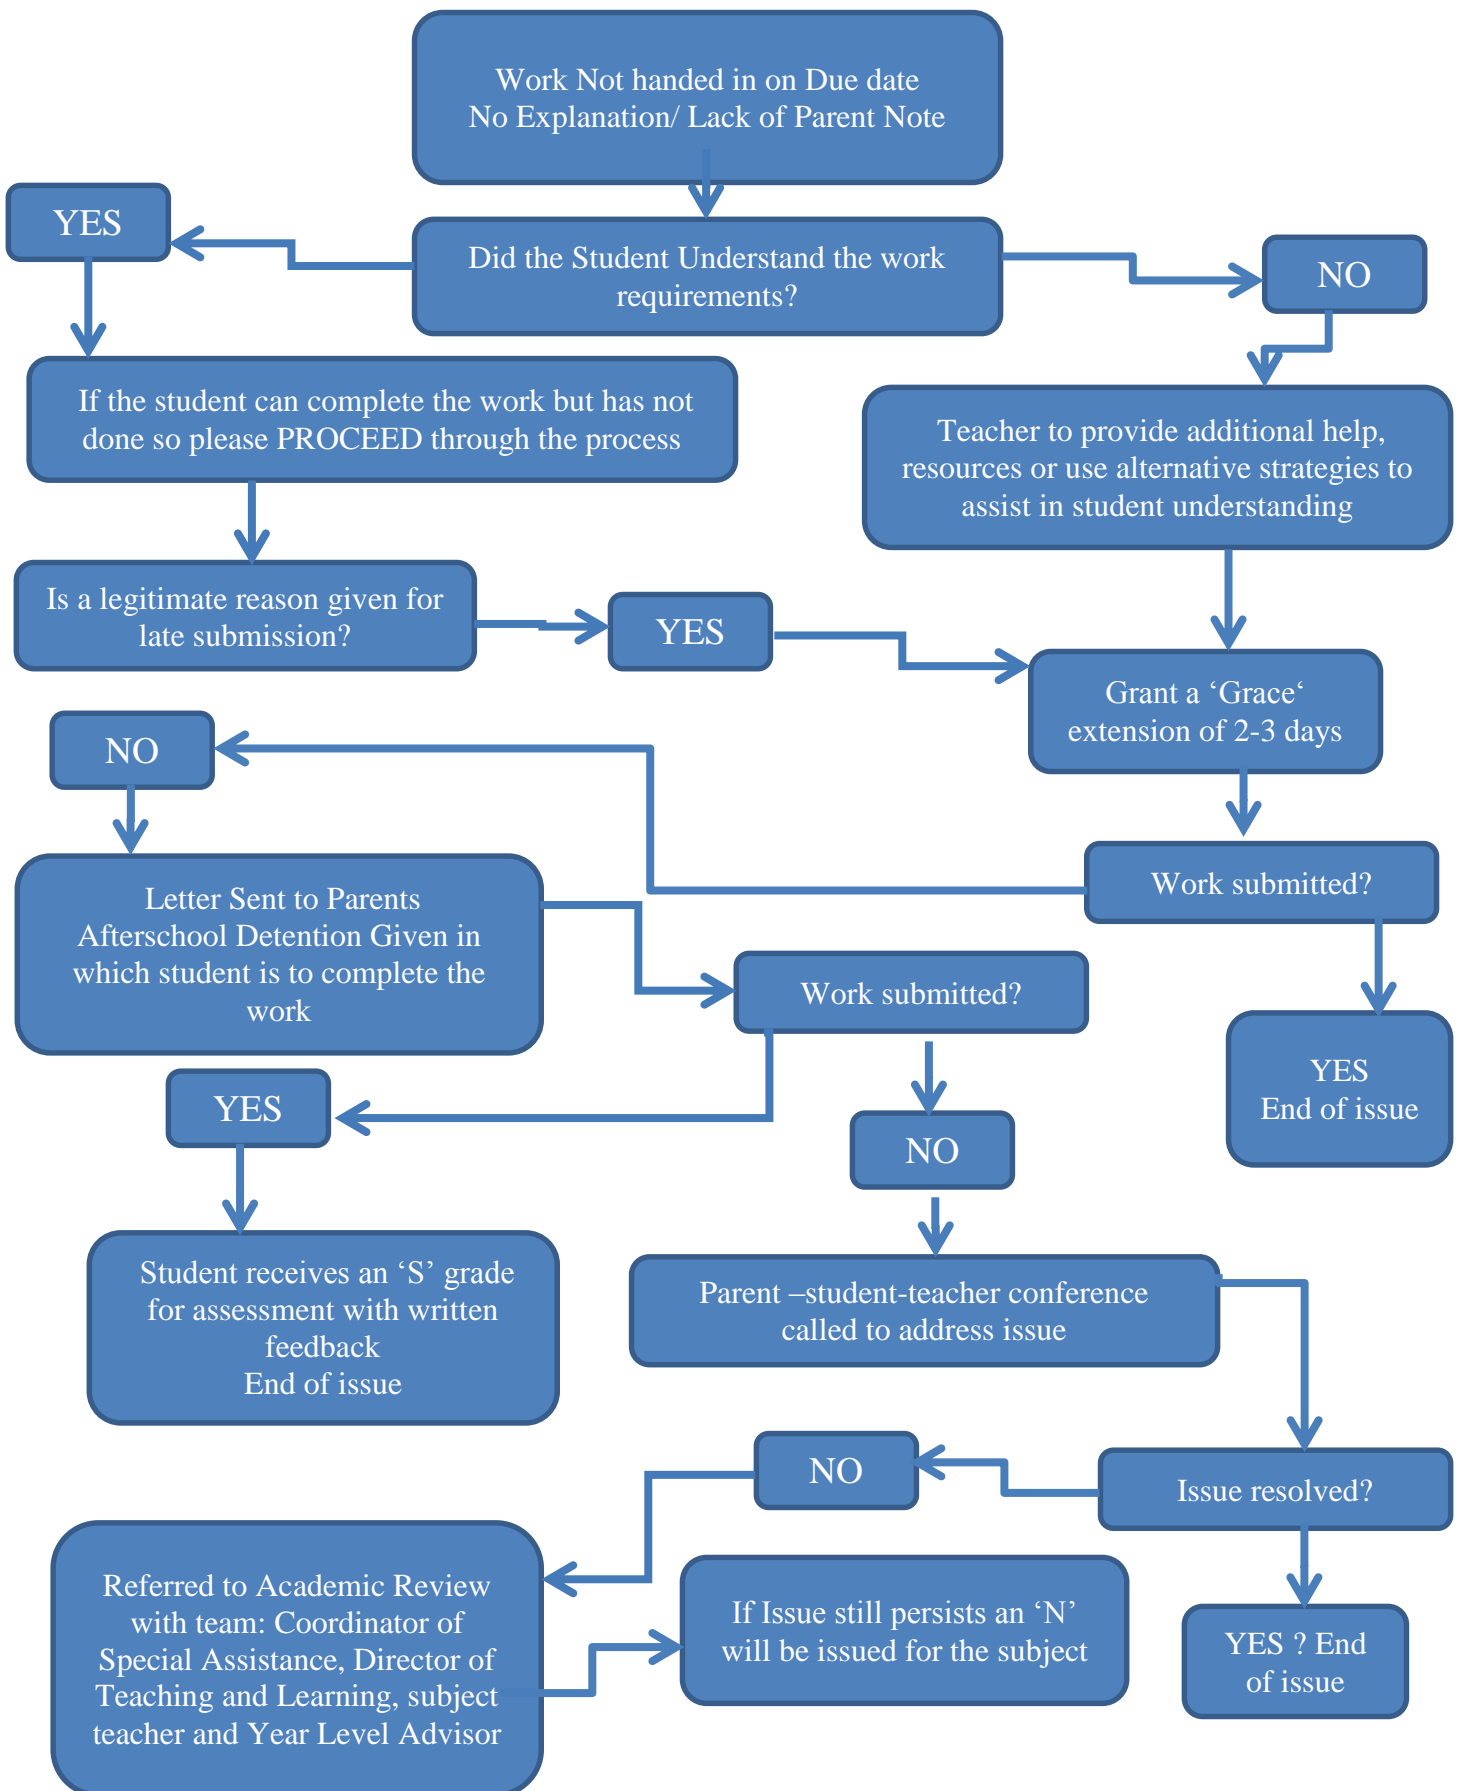 Work Not handed in on Due date
No Explanation/ Lack of Parent Note
YES
Did the Student Understand the work
requirements?
NO
If the student can complete the work but has not
done so please PROCEED through the process
Teacher to provide additional help,
resources or use alternative strategies to
assist in student understanding
Is a legitimate reason given for
late submission?
YES
Grant a ‘Grace‘
extension of 2-3 days
NO
Work submitted?
Letter Sent to Parents
Afterschool Detention Given in
which student is to complete the
work
Work submitted?
YES
End of issue
YES
NO
Student receives an ‘S’ grade
for assessment with written
feedback
End of issue
Parent –student-teacher conference
called to address issue
NO
Issue resolved?
Referred to Academic Review
with team: Coordinator of
Special Assistance, Director of
Teaching and Learning, subject
teacher and Year Level Advisor
If Issue still persists an ‘N’
will be issued for the subject
YES ? End
of issue